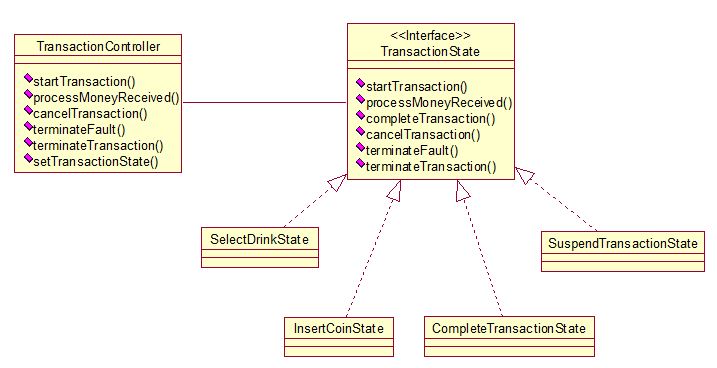 TransactionController
startTransaction()
processMoneyReceived()
cancelTransaction()
terminateFault()
terminateTransaction()
setTransactionState()
<<Interface>>
TransactionState
startTransaction()
processMoneyReceived()
completeTransaction()
cancelTransaction()
terminateFault()
terminateTransaction()
SelectDrinkState
SuspendTransactionState
InsertCoinState
CompleteTransactionState